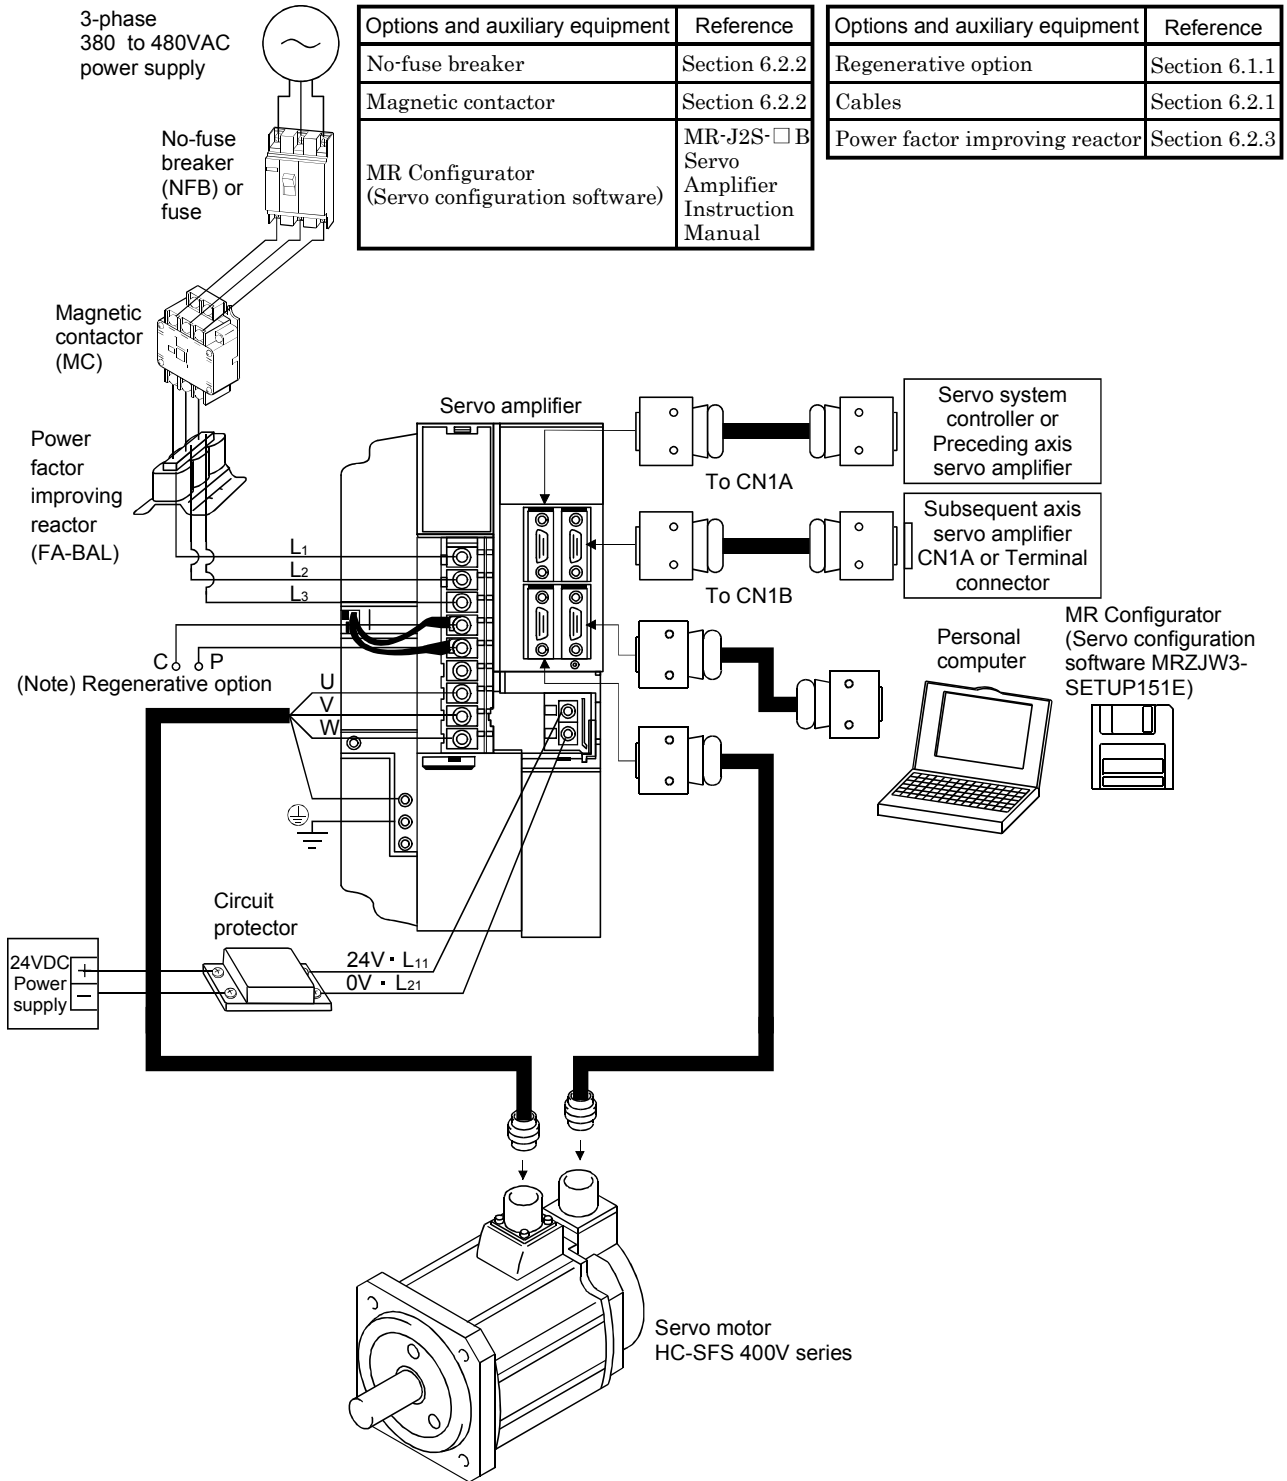 3-phase
380 to 480VAC
power supply
Options and auxiliary equipment Reference
No-fuse breaker Section 6.2.2
Magnetic contactor Section 6.2.2
MR Configurator
(Servo configuration software)
MR-J2S-□B
Servo
Amplifier
Instruction
Manual
Options and auxiliary equipment Reference
Regenerative option Section 6.1.1
Cables Section 6.2.1
Power factor improving reactor Section 6.2.3
No-fuse
breaker
(NFB) or
fuse
Magnetic
contactor
(MC)
Power
factor
improving
reactor
(FA-BAL)
Servo amplifier
To CN1A
Servo system
controller or
Preceding axis
servo amplifier
To CN1B
Subsequent axis
servo amplifier
CN1A or Terminal
connector
L1
L2
L3
C P
(Note) Regenerative option
U
V
W
Personal
computer
MR Configurator
(Servo configuration
software MRZJW3-
SETUP151E)
Circuit
protector
24VDC
Power
supply
+
−
24V · L11
0V · L21
Servo motor
HC-SFS 400V series